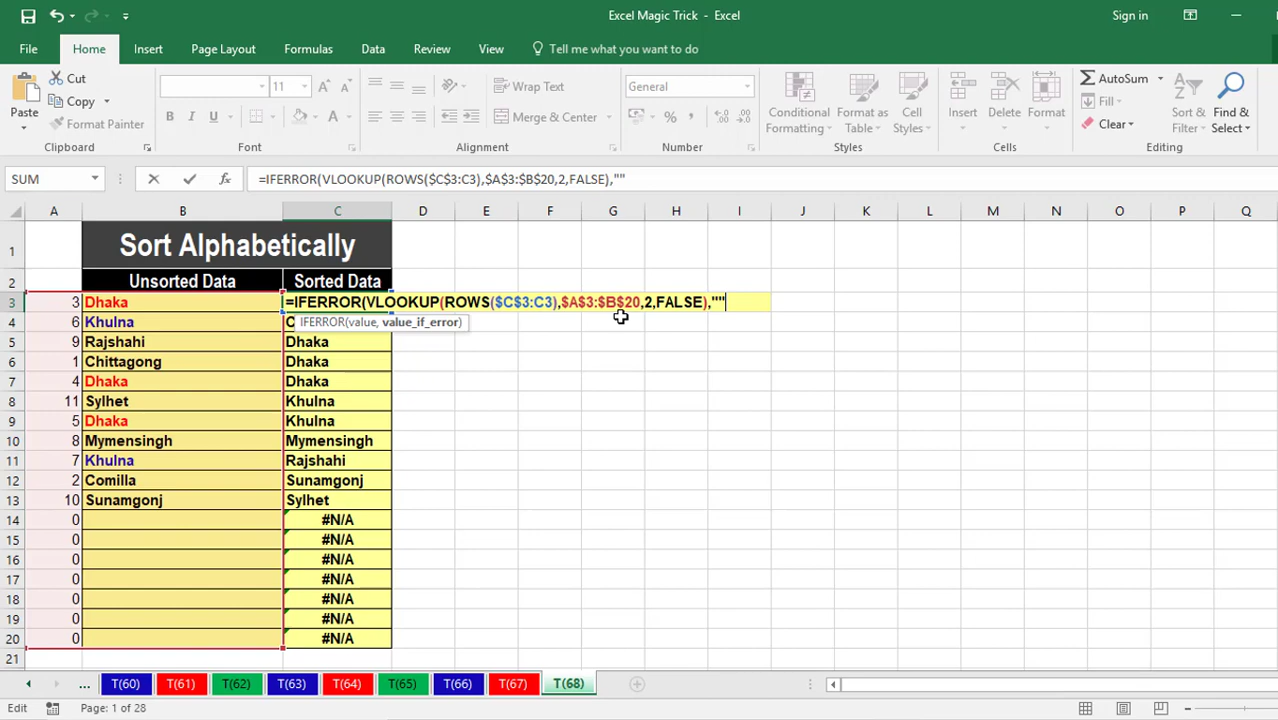 Excel Magic Trick - Excel
Sign in
File Home Insert Page Layout Formulas Data Review View Tell me what you want to do
Paste
Cut
Copy
Format Painter
Clipboard
11 A A
B I U A
Font
Wrap Text
Merge & Center
Alignment
General
$ % ,
Number
Conditional Formatting
Format as Table
Cell Styles
Styles
Insert
Delete
Format
Cells
AutoSum
Fill
Clear
Sort & Filter
Find & Select
Editing
SUM fx =IFERROR(VLOOKUP(ROWS($C$3:C3),$A$3:$B$20,2,FALSE),""
A B C D E F G H I J K L M N O P Q
1 Sort Alphabetically
2 Unsorted Data Sorted Data
3 3 Dhaka =IFERROR(VLOOKUP(ROWS($C$3:C3),$A$3:$B$20,2,FALSE),""
4 6 Khulna C IFERROR(value, value_if_error)
5 9 Rajshahi Dhaka
6 1 Chittagong Dhaka
7 4 Dhaka Dhaka
8 11 Sylhet Khulna
9 5 Dhaka Khulna
10 8 Mymensingh Mymensingh
11 7 Khulna Rajshahi
12 2 Comilla Sunamgonj
13 10 Sunamgonj Sylhet
14 0 #N/A
15 0 #N/A
16 0 #N/A
17 0 #N/A
18 0 #N/A
19 0 #N/A
20 0 #N/A
21
... T(60) T(61) T(62) T(63) T(64) T(65) T(66) T(67) T(68)
Edit Page: 1 of 28